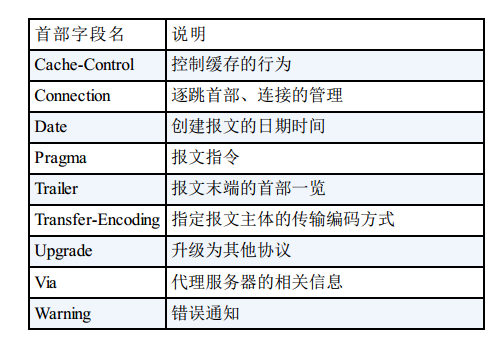 首部字段名 说明
Cache-Control 控制缓存的行为
Connection 逐跳首部、连接的管理
Date 创建报文的日期时间
Pragma 报文指令
Trailer 报文末端的首部一览
Transfer-Encoding 指定报文主体的传输编码方式
Upgrade 升级为其他协议
Via 代理服务器的相关信息
Warning 错误通知